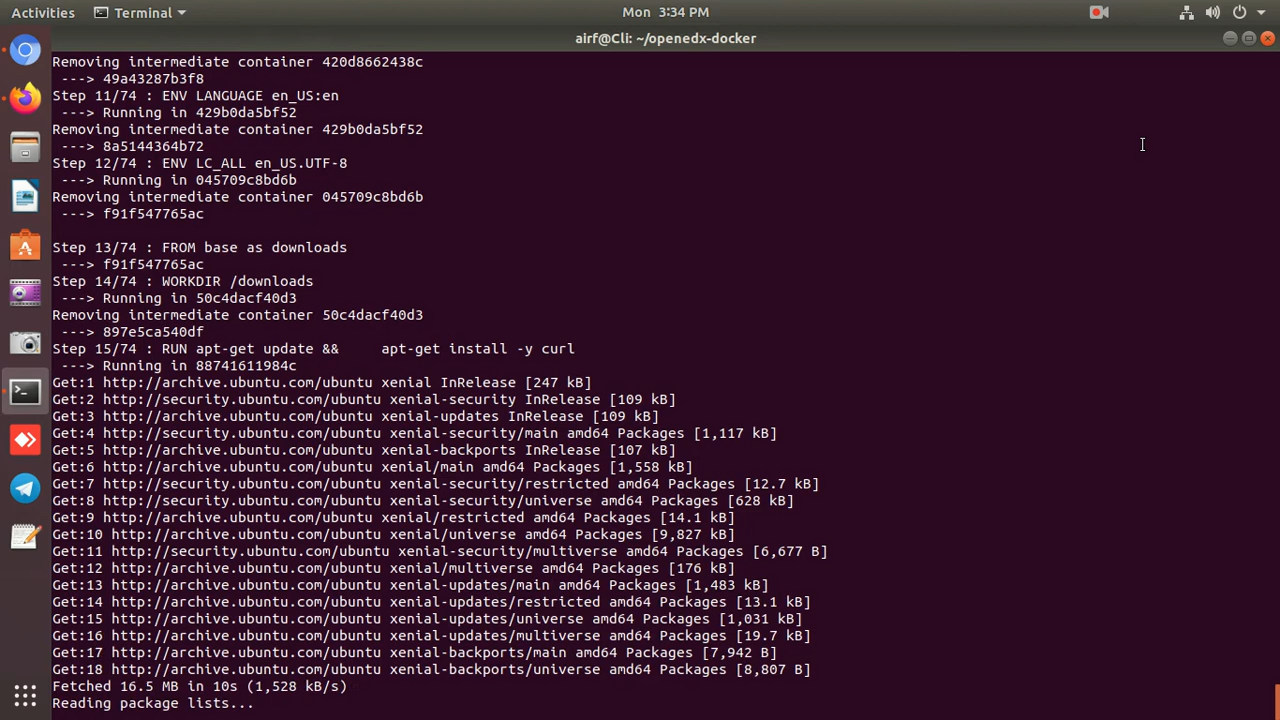 Activities Terminal Mon 3:34 PM
airf@Cli: ~/openedx-docker
Removing intermediate container 420d8662438c
 ---> 49a43287b3f8
Step 11/74 : ENV LANGUAGE en_US:en
 ---> Running in 429b0da5bf52
Removing intermediate container 429b0da5bf52
 ---> 8a5144364b72
Step 12/74 : ENV LC_ALL en_US.UTF-8
 ---> Running in 045709c8bd6b
Removing intermediate container 045709c8bd6b
 ---> f91f547765ac
Step 13/74 : FROM base as downloads
 ---> f91f547765ac
Step 14/74 : WORKDIR /downloads
 ---> Running in 50c4dacf40d3
Removing intermediate container 50c4dacf40d3
 ---> 897e5ca540df
Step 15/74 : RUN apt-get update &&     apt-get install -y curl
 ---> Running in 88741611984c
Get:1 http://archive.ubuntu.com/ubuntu xenial InRelease [247 kB]
Get:2 http://security.ubuntu.com/ubuntu xenial-security InRelease [109 kB]
Get:3 http://archive.ubuntu.com/ubuntu xenial-updates InRelease [109 kB]
Get:4 http://security.ubuntu.com/ubuntu xenial-security/main amd64 Packages [1,117 kB]
Get:5 http://archive.ubuntu.com/ubuntu xenial-backports InRelease [107 kB]
Get:6 http://archive.ubuntu.com/ubuntu xenial/main amd64 Packages [1,558 kB]
Get:7 http://security.ubuntu.com/ubuntu xenial-security/restricted amd64 Packages [12.7 kB]
Get:8 http://security.ubuntu.com/ubuntu xenial-security/universe amd64 Packages [628 kB]
Get:9 http://archive.ubuntu.com/ubuntu xenial/restricted amd64 Packages [14.1 kB]
Get:10 http://archive.ubuntu.com/ubuntu xenial/universe amd64 Packages [9,827 kB]
Get:11 http://security.ubuntu.com/ubuntu xenial-security/multiverse amd64 Packages [6,677 B]
Get:12 http://archive.ubuntu.com/ubuntu xenial/multiverse amd64 Packages [176 kB]
Get:13 http://archive.ubuntu.com/ubuntu xenial-updates/main amd64 Packages [1,483 kB]
Get:14 http://archive.ubuntu.com/ubuntu xenial-updates/restricted amd64 Packages [13.1 kB]
Get:15 http://archive.ubuntu.com/ubuntu xenial-updates/universe amd64 Packages [1,031 kB]
Get:16 http://archive.ubuntu.com/ubuntu xenial-updates/multiverse amd64 Packages [19.7 kB]
Get:17 http://archive.ubuntu.com/ubuntu xenial-backports/main amd64 Packages [7,942 B]
Get:18 http://archive.ubuntu.com/ubuntu xenial-backports/universe amd64 Packages [8,807 B]
Fetched 16.5 MB in 10s (1,528 kB/s)
Reading package lists...